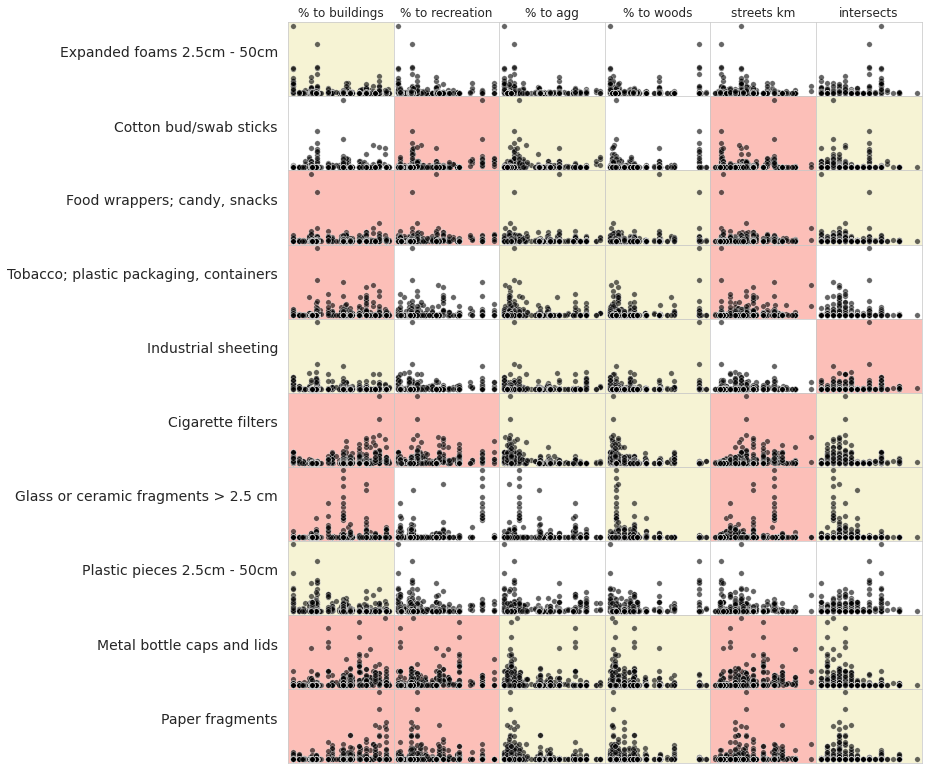 % to buildings % to recreation % to agg % to woods streets km intersects
Expanded foams 2.5cm - 50cm
Cotton bud/swab sticks
Food wrappers; candy, snacks
Tobacco; plastic packaging, containers
Industrial sheeting
Cigarette filters
Glass or ceramic fragments > 2.5 cm
Plastic pieces 2.5cm - 50cm
Metal bottle caps and lids
Paper fragments